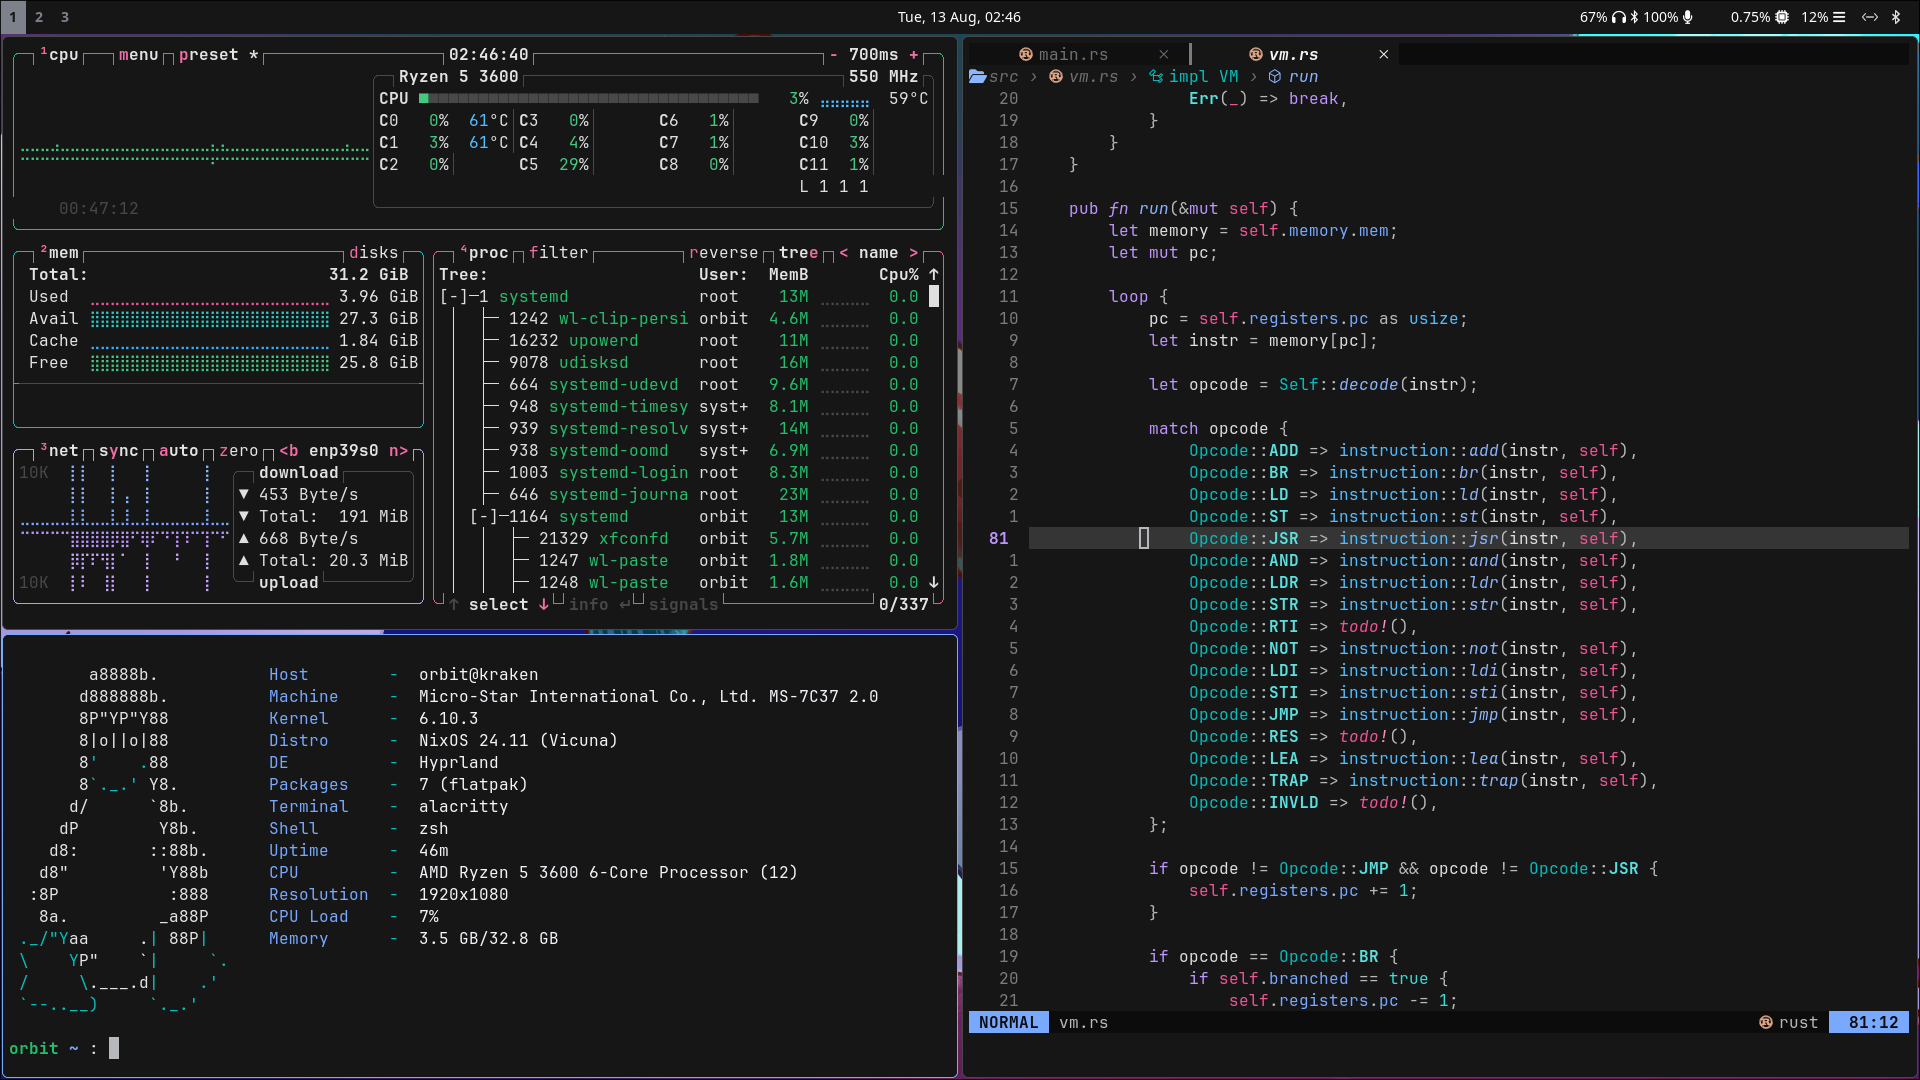 1 2 3
Tue, 13 Aug, 02:46
67% 100% 0.75% 12%
¹cpu menu preset * 02:46:40 - 700ms +
Ryzen 5 3600 550 MHz
CPU 3% 59°C
C0 0% 61°C C3 0% C6 1% C9 0%
C1 3% 61°C C4 4% C7 1% C10 3%
C2 0% C5 29% C8 0% C11 1%
L 1 1 1
00:47:12
²mem disks
Total: 31.2 GiB
Used 3.96 GiB
Avail 27.3 GiB
Cache 1.84 GiB
Free 25.8 GiB
³net sync auto zero <b enp39s0 n>
10K download
▼ 453 Byte/s
▼ Total: 191 MiB
▲ 668 Byte/s
▲ Total: 20.3 MiB
10K upload
⁴proc filter reverse tree < name >
Tree: User: MemB Cpu% ↑
[-]─1 systemd root 13M 0.0
├─ 1242 wl-clip-persi orbit 4.6M 0.0
├─ 16232 upowerd root 11M 0.0
├─ 9078 udisksd root 16M 0.0
├─ 664 systemd-udevd root 9.6M 0.0
├─ 948 systemd-timesy syst+ 8.1M 0.0
├─ 939 systemd-resolv syst+ 14M 0.0
├─ 938 systemd-oomd syst+ 6.9M 0.0
├─ 1003 systemd-login root 8.3M 0.0
├─ 646 systemd-journa root 23M 0.0
[-]─1164 systemd orbit 13M 0.0
├─ 21329 xfconfd orbit 5.7M 0.0
├─ 1247 wl-paste orbit 1.8M 0.0
├─ 1248 wl-paste orbit 1.6M 0.0 ↓
↑ select ↓ info ↵ signals 0/337
a8888b. Host - orbit@kraken
d888888b. Machine - Micro-Star International Co., Ltd. MS-7C37 2.0
8P"YP"Y88 Kernel - 6.10.3
8|o||o|88 Distro - NixOS 24.11 (Vicuna)
8' .88 DE - Hyprland
8`._.' Y8. Packages - 7 (flatpak)
d/ `8b. Terminal - alacritty
dP Y8b. Shell - zsh
d8: ::88b. Uptime - 46m
d8" 'Y88b CPU - AMD Ryzen 5 3600 6-Core Processor (12)
:8P :888 Resolution - 1920x1080
8a. _a88P CPU Load - 7%
._/"Yaa .| 88P| Memory - 3.5 GB/32.8 GB
\ YP" `| `.
/ \.___.d| .'
`--..__) `._.'
orbit ~ :
main.rs × vm.rs ×
src › vm.rs › impl VM › run
20 Err(_) => break,
19 }
18 }
17 }
16
15 pub fn run(&mut self) {
14 let memory = self.memory.mem;
13 let mut pc;
12
11 loop {
10 pc = self.registers.pc as usize;
9 let instr = memory[pc];
8
7 let opcode = Self::decode(instr);
6
5 match opcode {
4 Opcode::ADD => instruction::add(instr, self),
3 Opcode::BR => instruction::br(instr, self),
2 Opcode::LD => instruction::ld(instr, self),
1 Opcode::ST => instruction::st(instr, self),
81 Opcode::JSR => instruction::jsr(instr, self),
1 Opcode::AND => instruction::and(instr, self),
2 Opcode::LDR => instruction::ldr(instr, self),
3 Opcode::STR => instruction::str(instr, self),
4 Opcode::RTI => todo!(),
5 Opcode::NOT => instruction::not(instr, self),
6 Opcode::LDI => instruction::ldi(instr, self),
7 Opcode::STI => instruction::sti(instr, self),
8 Opcode::JMP => instruction::jmp(instr, self),
9 Opcode::RES => todo!(),
10 Opcode::LEA => instruction::lea(instr, self),
11 Opcode::TRAP => instruction::trap(instr, self),
12 Opcode::INVLD => todo!(),
13 };
14
15 if opcode != Opcode::JMP && opcode != Opcode::JSR {
16 self.registers.pc += 1;
17 }
18
19 if opcode == Opcode::BR {
20 if self.branched == true {
21 self.registers.pc -= 1;
NORMAL vm.rs rust 81:12